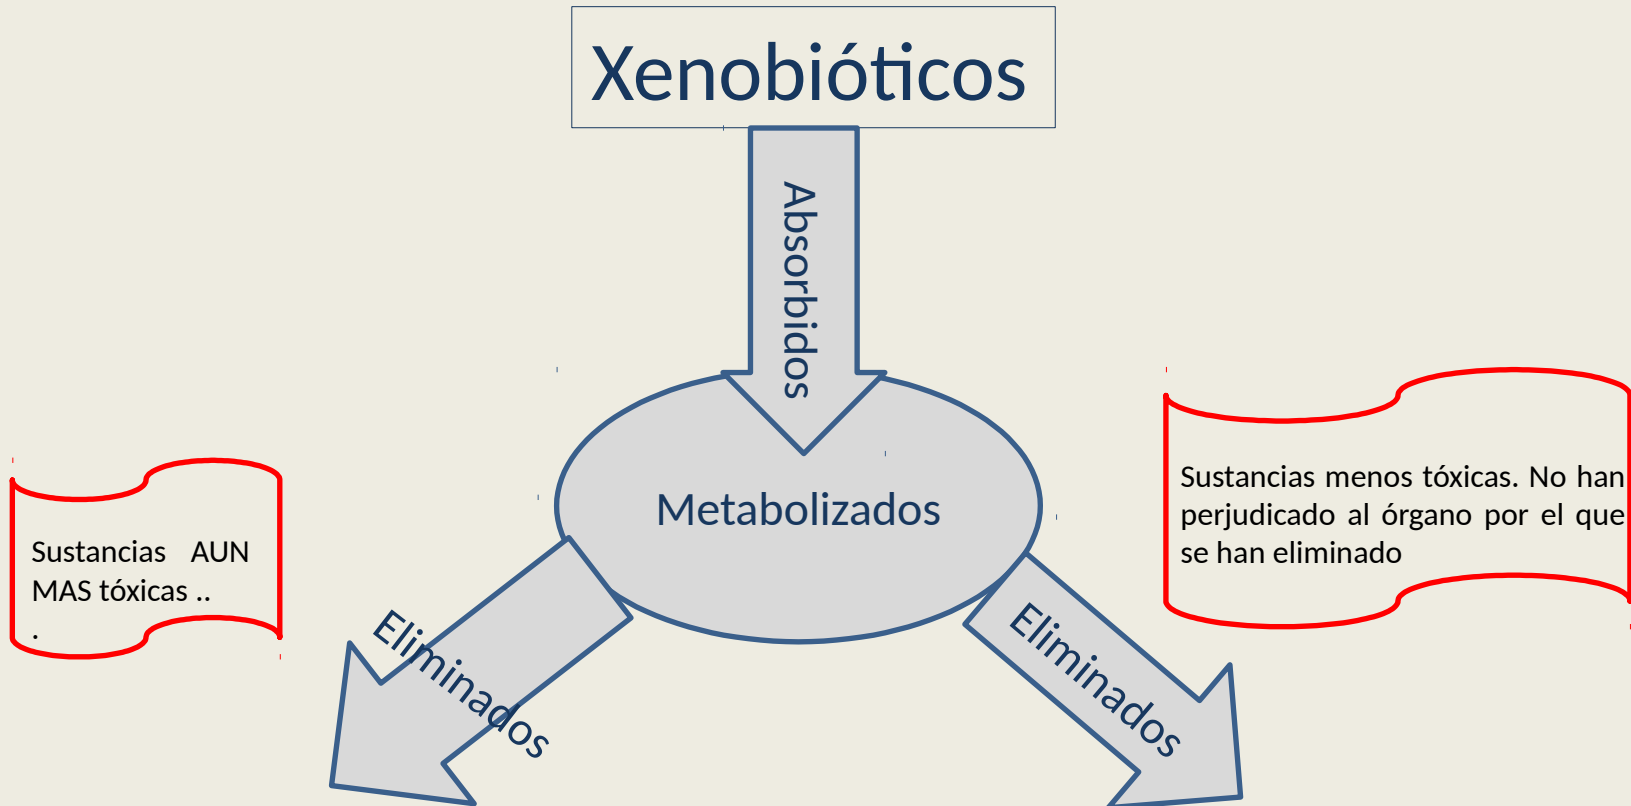 Xenobióticos
Absorbidos
Metabolizados
Sustancias menos tóxicas. No han
perjudicado al órgano por el que
se han eliminado
Sustancias AUN
MAS tóxicas ..
.
Eliminados
Eliminados